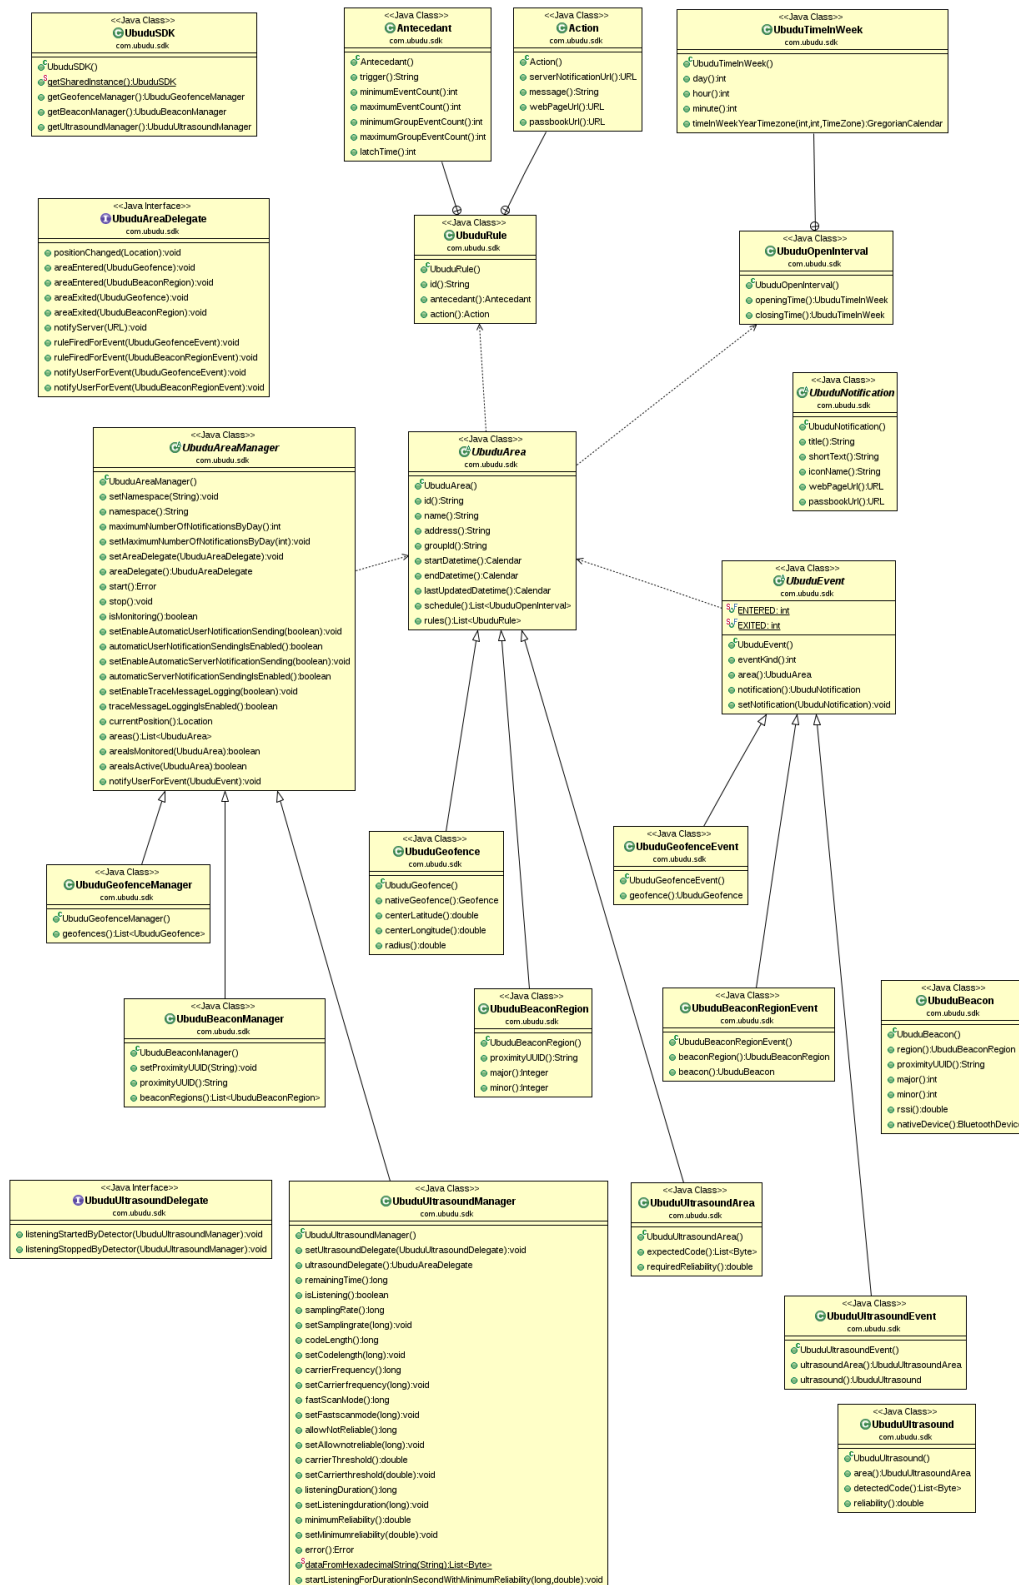 <<Java Class>>
UbuduSDK
com.ubudu.sdk
UbuduSDK()
getSharedInstance():UbuduSDK
getGeofenceManager():UbuduGeofenceManager
getBeaconManager():UbuduBeaconManager
getUltrasoundManager():UbuduUltrasoundManager
<<Java Class>>
Antecedant
com.ubudu.sdk
Antecedant()
trigger():String
minimumEventCount():int
maximumEventCount():int
minimumGroupEventCount():int
maximumGroupEventCount():int
latchTime():int
<<Java Class>>
Action
com.ubudu.sdk
Action()
serverNotificationUrl():URL
message():String
webPageUrl():URL
passbookUrl():URL
<<Java Class>>
UbuduTimeInWeek
com.ubudu.sdk
UbuduTimeInWeek()
day():int
hour():int
minute():int
timeInWeekYearTimezone(int,int,TimeZone):GregorianCalendar
<<Java Interface>>
UbuduAreaDelegate
com.ubudu.sdk
positionChanged(Location):void
areaEntered(UbuduGeofence):void
areaEntered(UbuduBeaconRegion):void
areaExited(UbuduGeofence):void
areaExited(UbuduBeaconRegion):void
notifyServer(URL):void
ruleFiredForEvent(UbuduGeofenceEvent):void
ruleFiredForEvent(UbuduBeaconRegionEvent):void
notifyUserForEvent(UbuduGeofenceEvent):void
notifyUserForEvent(UbuduBeaconRegionEvent):void
<<Java Class>>
UbuduRule
com.ubudu.sdk
UbuduRule()
id():String
antecedant():Antecedant
action():Action
<<Java Class>>
UbuduOpenInterval
com.ubudu.sdk
UbuduOpenInterval()
openingTime():UbuduTimeInWeek
closingTime():UbuduTimeInWeek
<<Java Class>>
UbuduNotification
com.ubudu.sdk
UbuduNotification()
title():String
shortText():String
iconName():String
webPageUrl():URL
passbookUrl():URL
<<Java Class>>
UbuduAreaManager
com.ubudu.sdk
UbuduAreaManager()
setNamespace(String):void
namespace():String
maximumNumberOfNotificationsByDay():int
setMaximumNumberOfNotificationsByDay(int):void
setAreaDelegate(UbuduAreaDelegate):void
areaDelegate():UbuduAreaDelegate
start():Error
stop():void
isMonitoring():boolean
setEnableAutomaticUserNotificationSending(boolean):void
automaticUserNotificationSendingIsEnabled():boolean
setEnableAutomaticServerNotificationSending(boolean):void
automaticServerNotificationSendingIsEnabled():boolean
setEnableTraceMessageLogging(boolean):void
traceMessageLoggingIsEnabled():boolean
currentPosition():Location
areas():List<UbuduArea>
areaIsMonitored(UbuduArea):boolean
areaIsActive(UbuduArea):boolean
notifyUserForEvent(UbuduEvent):void
<<Java Class>>
UbuduArea
com.ubudu.sdk
UbuduArea()
id():String
name():String
address():String
groupId():String
startDatetime():Calendar
endDatetime():Calendar
lastUpdatedDatetime():Calendar
schedule():List<UbuduOpenInterval>
rules():List<UbuduRule>
<<Java Class>>
UbuduEvent
com.ubudu.sdk
ENTERED: int
EXITED: int
UbuduEvent()
eventKind():int
area():UbuduArea
notification():UbuduNotification
setNotification(UbuduNotification):void
<<Java Class>>
UbuduGeofenceManager
com.ubudu.sdk
UbuduGeofenceManager()
geofences():List<UbuduGeofence>
<<Java Class>>
UbuduGeofence
com.ubudu.sdk
UbuduGeofence()
nativeGeofence():Geofence
centerLatitude():double
centerLongitude():double
radius():double
<<Java Class>>
UbuduGeofenceEvent
com.ubudu.sdk
UbuduGeofenceEvent()
geofence():UbuduGeofence
<<Java Class>>
UbuduBeaconManager
com.ubudu.sdk
UbuduBeaconManager()
setProximityUUID(String):void
proximityUUID():String
beaconRegions():List<UbuduBeaconRegion>
<<Java Class>>
UbuduBeaconRegion
com.ubudu.sdk
UbuduBeaconRegion()
proximityUUID():String
major():Integer
minor():Integer
<<Java Class>>
UbuduBeaconRegionEvent
com.ubudu.sdk
UbuduBeaconRegionEvent()
beaconRegion():UbuduBeaconRegion
beacon():UbuduBeacon
<<Java Class>>
UbuduBeacon
com.ubudu.sdk
UbuduBeacon()
region():UbuduBeaconRegion
proximityUUID():String
major():int
minor():int
rssi():double
nativeDevice():BluetoothDevice
<<Java Interface>>
UbuduUltrasoundDelegate
com.ubudu.sdk
listeningStartedByDetector(UbuduUltrasoundManager):void
listeningStoppedByDetector(UbuduUltrasoundManager):void
<<Java Class>>
UbuduUltrasoundManager
com.ubudu.sdk
UbuduUltrasoundManager()
setUltrasoundDelegate(UbuduUltrasoundDelegate):void
ultrasoundDelegate():UbuduAreaDelegate
remainingTime():long
isListening():boolean
samplingRate():long
setSamplingrate(long):void
codeLength():long
setCodelength(long):void
carrierFrequency():long
setCarrierfrequency(long):void
fastScanMode():long
setFastscanmode(long):void
allowNotReliable():long
setAllownotreliable(long):void
carrierThreshold():double
setCarrierthreshold(double):void
listeningDuration():long
setListeningduration(long):void
minimumReliability():double
setMinimumreliability(double):void
error():Error
dataFromHexadecimalString(String):List<Byte>
startListeningForDurationInSecondWithMinimumReliability(long,double):void
<<Java Class>>
UbuduUltrasoundArea
com.ubudu.sdk
UbuduUltrasoundArea()
expectedCode():List<Byte>
requiredReliability():double
<<Java Class>>
UbuduUltrasoundEvent
com.ubudu.sdk
UbuduUltrasoundEvent()
ultrasoundArea():UbuduUltrasoundArea
ultrasound():UbuduUltrasound
<<Java Class>>
UbuduUltrasound
com.ubudu.sdk
UbuduUltrasound()
area():UbuduUltrasoundArea
detectedCode():List<Byte>
reliability():double